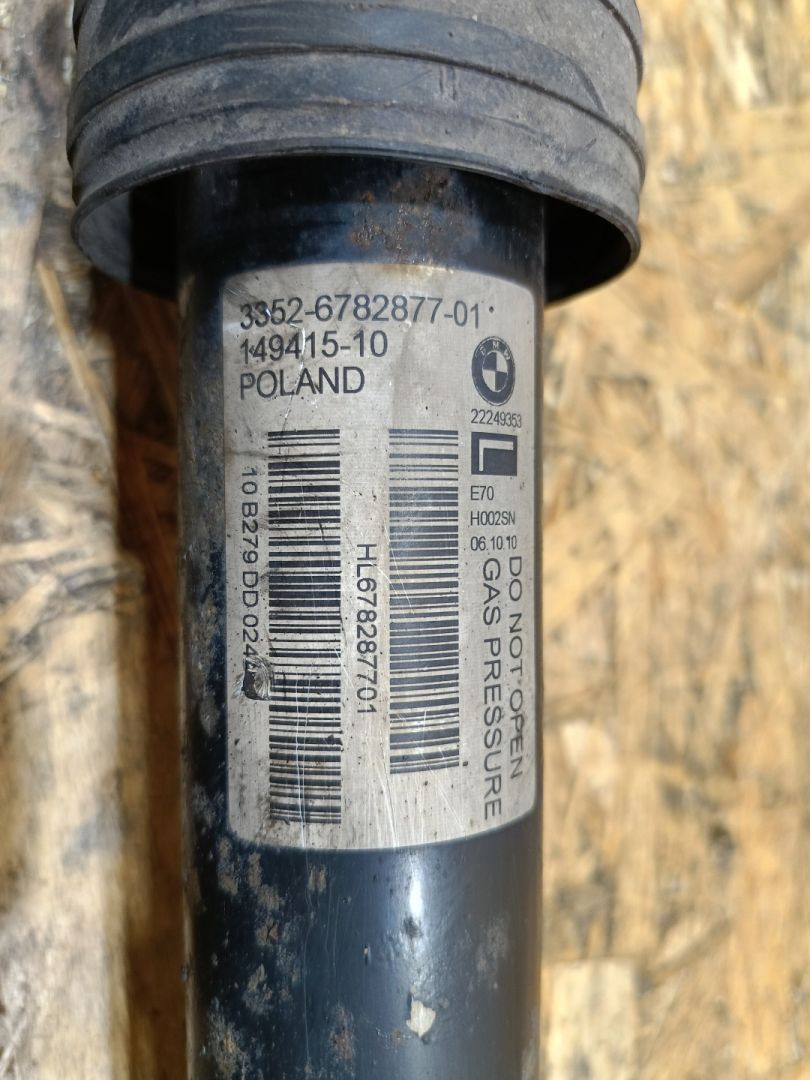 3352-6782877-01
149415-10
POLAND
BMW
22249353
L
E70
H002SN
06.10.10
10 B279 DD
HL678287701
DO NOT OPEN
GAS PRESSURE